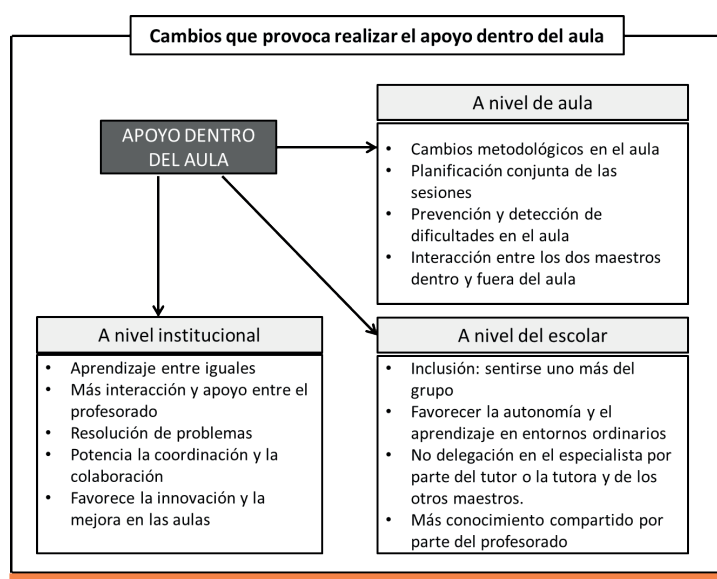 Cambios que provoca realizar el apoyo dentro del aula
APOYO DENTRO
DEL AULA
A nivel de aula
• Cambios metodológicos en el aula
• Planificación conjunta de las
sesiones
• Prevención y detección de
dificultades en el aula
• Interacción entre los dos maestros
dentro y fuera del aula
A nivel institucional
• Aprendizaje entre iguales
• Más interacción y apoyo entre el
profesorado
• Resolución de problemas
• Potencia la coordinación y la
colaboración
• Favorece la innovación y la
mejora en las aulas
A nivel del escolar
• Inclusión: sentirse uno más del
grupo
• Favorecer la autonomía y el
aprendizaje en entornos ordinarios
• No delegación en el especialista por
parte del tutor o la tutora y de los
otros maestros.
• Más conocimiento compartido por
parte del profesorado